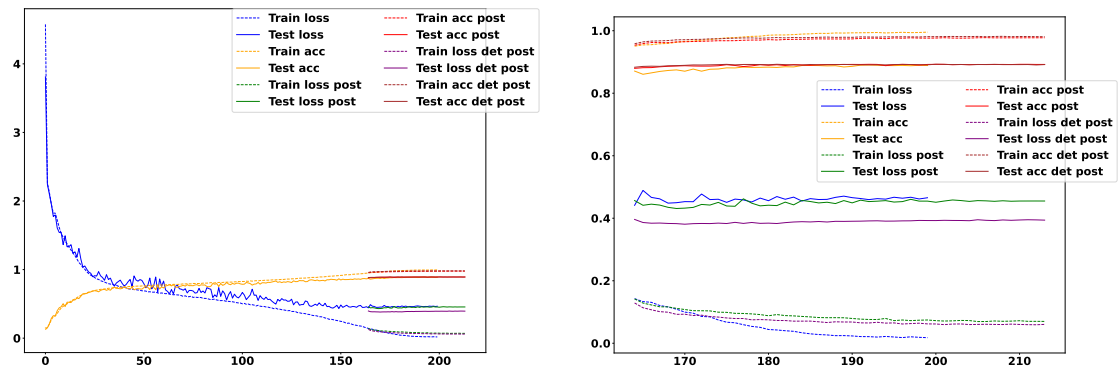 Train loss Train acc post
Test loss Test acc post
Train acc Train loss det post
Test acc Test loss det post
Train loss post Train acc det post
Test loss post Test acc det post
4
3
2
1
0
0 50 100 150 200
1.0
0.8
0.6
0.4
0.2
0.0
Train loss Train acc post
Test loss Test acc post
Train acc Train loss det post
Test acc Test loss det post
Train loss post Train acc det post
Test loss post Test acc det post
170 180 190 200 210